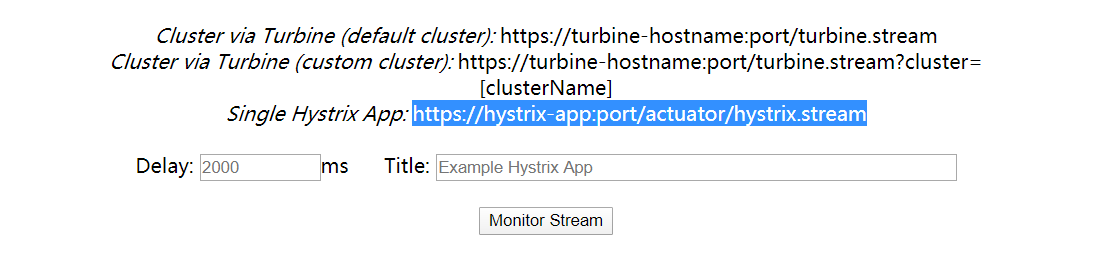 Cluster via Turbine (default cluster): https://turbine-hostname:port/turbine.stream
Cluster via Turbine (custom cluster): https://turbine-hostname:port/turbine.stream?cluster=
[clusterName]
Single Hystrix App: https://hystrix-app:port/actuator/hystrix.stream
Delay: 2000 ms Title: Example Hystrix App
Monitor Stream